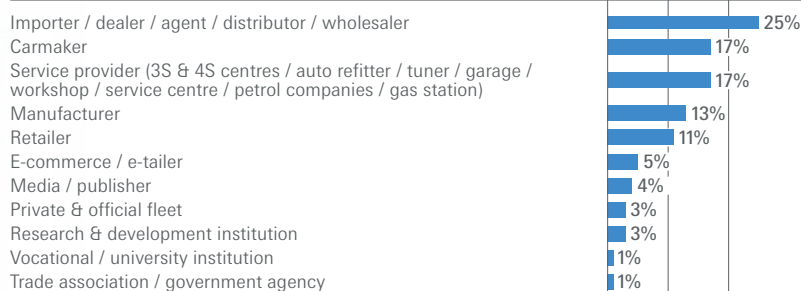 Importer / dealer / agent / distributor / wholesaler 25%
Carmaker 17%
Service provider (3S & 4S centres / auto refitter / tuner / garage /
workshop / service centre / petrol companies / gas station) 17%
Manufacturer 13%
Retailer 11%
E-commerce / e-tailer 5%
Media / publisher 4%
Private & official fleet 3%
Research & development institution 3%
Vocational / university institution 1%
Trade association / government agency 1%